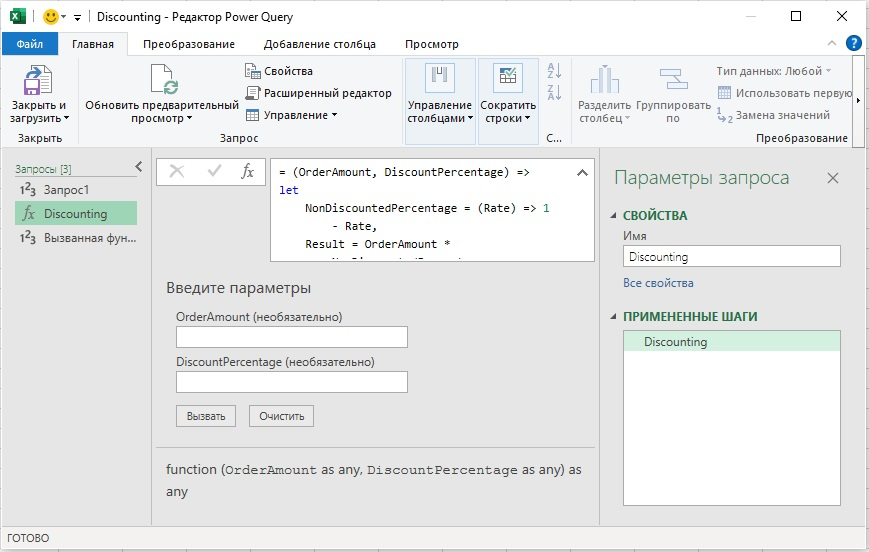 Discounting - Редактор Power Query
Файл
Главная
Преобразование
Добавление столбца
Просмотр
Закрыть и
загрузить
Закрыть
Обновить предварительный
просмотр
Свойства
Расширенный редактор
Управление
Запрос
Управление
столбцами
Сократить
строки
С...
Разделить
столбец
Группировать
по
Тип данных: Любой
Использовать первую
Замена значений
Преобразование
Запросы [3]
Запрос1
fx Discounting
Вызванная фун...
fx
= (OrderAmount, DiscountPercentage) =>
let
NonDiscountedPercentage = (Rate) => 1
- Rate,
Result = OrderAmount *
Введите параметры
OrderAmount (необязательно)
DiscountPercentage (необязательно)
Вызвать
Очистить
function (OrderAmount as any, DiscountPercentage as any) as
any
Параметры запроса
СВОЙСТВА
Имя
Discounting
Все свойства
ПРИМЕНЕННЫЕ ШАГИ
Discounting
ГОТОВО